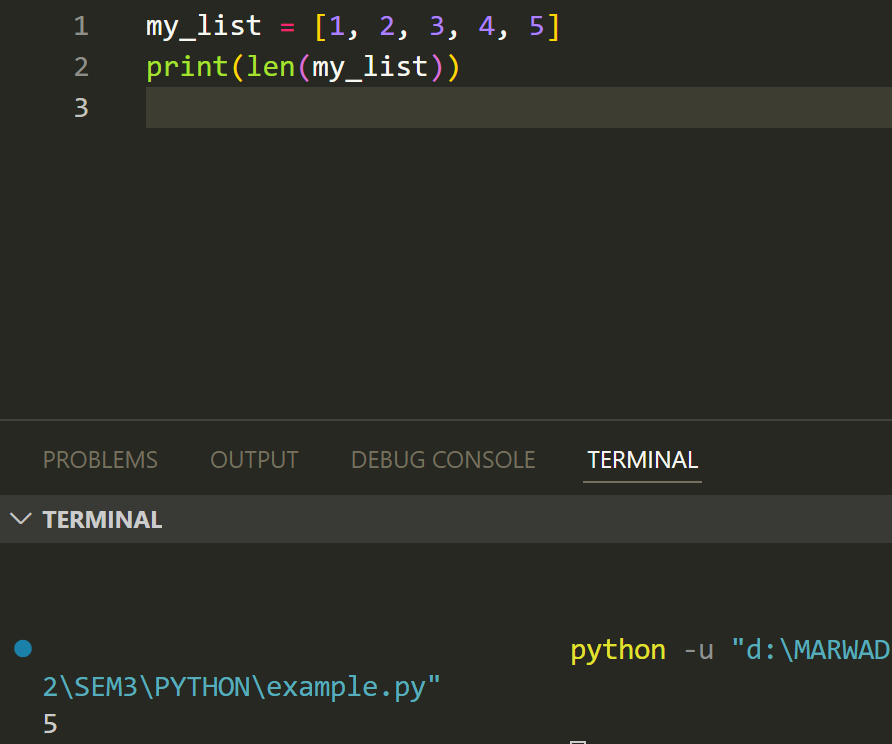 1 my_list = [1, 2, 3, 4, 5]
2 print(len(my_list))
3
PROBLEMS OUTPUT DEBUG CONSOLE TERMINAL
TERMINAL
python -u "d:\MARWAD
2\SEM3\PYTHON\example.py"
5